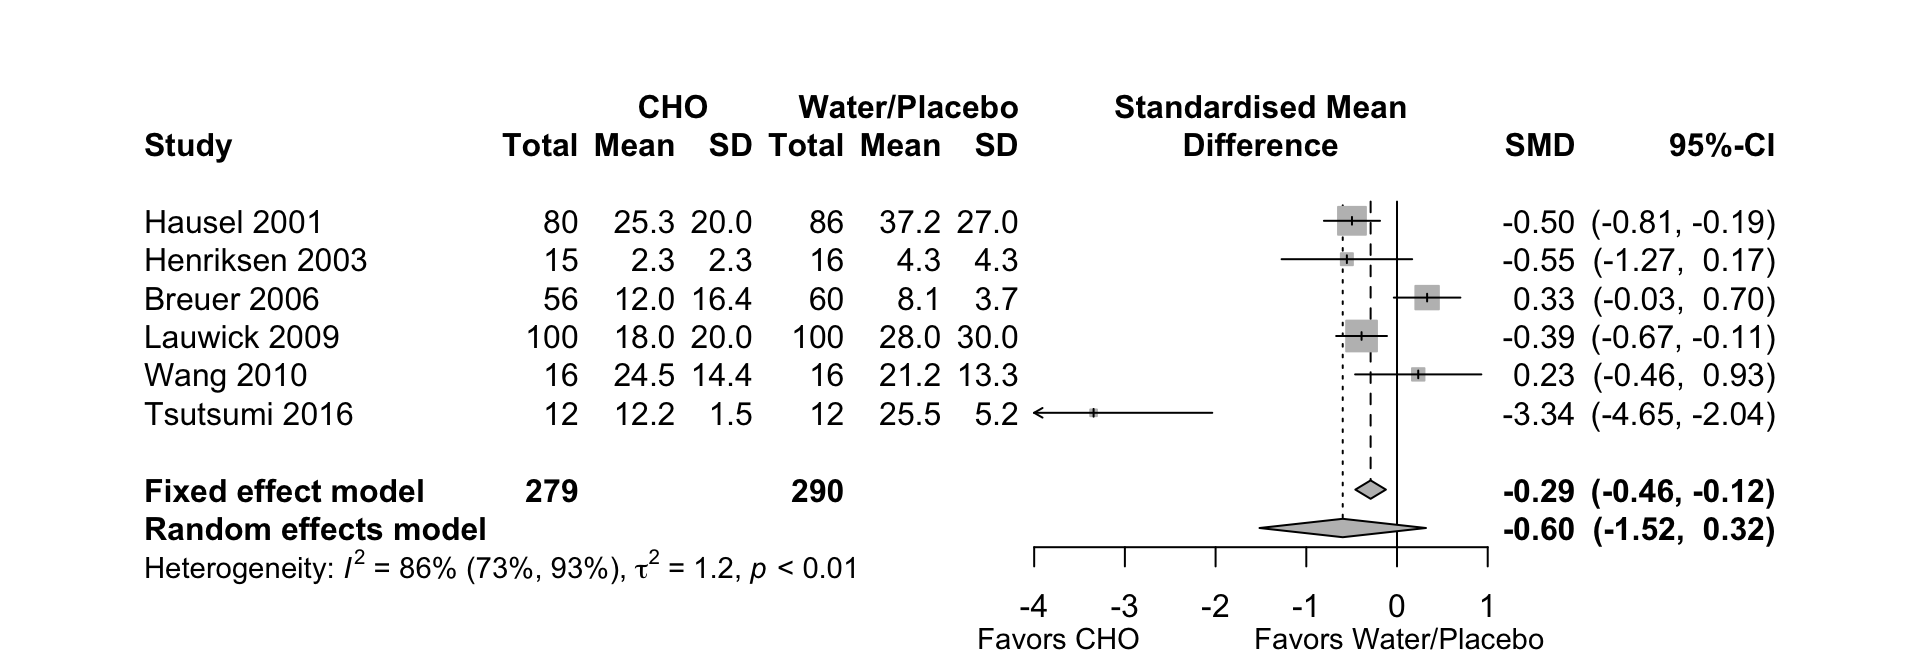 CHO Water/Placebo Standardised Mean
Study Total Mean SD Total Mean SD Difference SMD 95%-CI
Hausel 2001 80 25.3 20.0 86 37.2 27.0 -0.50 (-0.81, -0.19)
Henriksen 2003 15 2.3 2.3 16 4.3 4.3 -0.55 (-1.27, 0.17)
Breuer 2006 56 12.0 16.4 60 8.1 3.7 0.33 (-0.03, 0.70)
Lauwick 2009 100 18.0 20.0 100 28.0 30.0 -0.39 (-0.67, -0.11)
Wang 2010 16 24.5 14.4 16 21.2 13.3 0.23 (-0.46, 0.93)
Tsutsumi 2016 12 12.2 1.5 12 25.5 5.2 -3.34 (-4.65, -2.04)
Fixed effect model 279 290 -0.29 (-0.46, -0.12)
Random effects model -0.60 (-1.52, 0.32)
Heterogeneity: I² = 86% (73%, 93%), τ² = 1.2, p < 0.01
-4 -3 -2 -1 0 1
Favors CHO Favors Water/Placebo